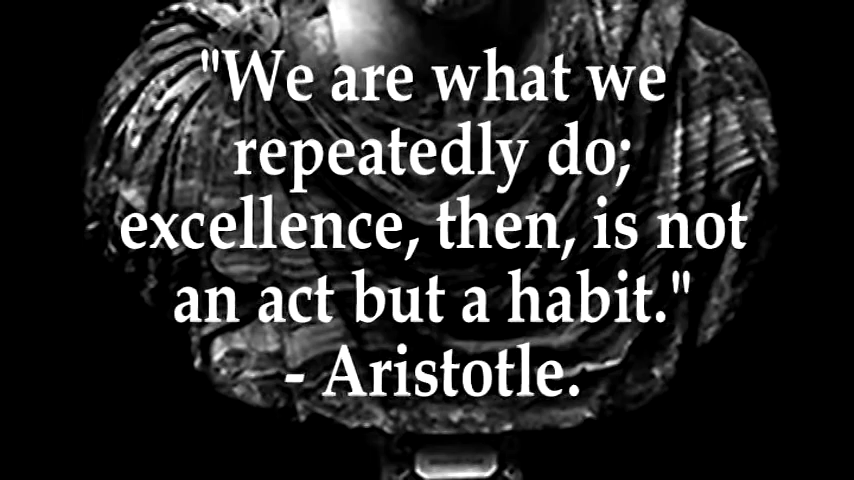 "We are what we
repeatedly do;
excellence, then, is not
an act but a habit."
- Aristotle.